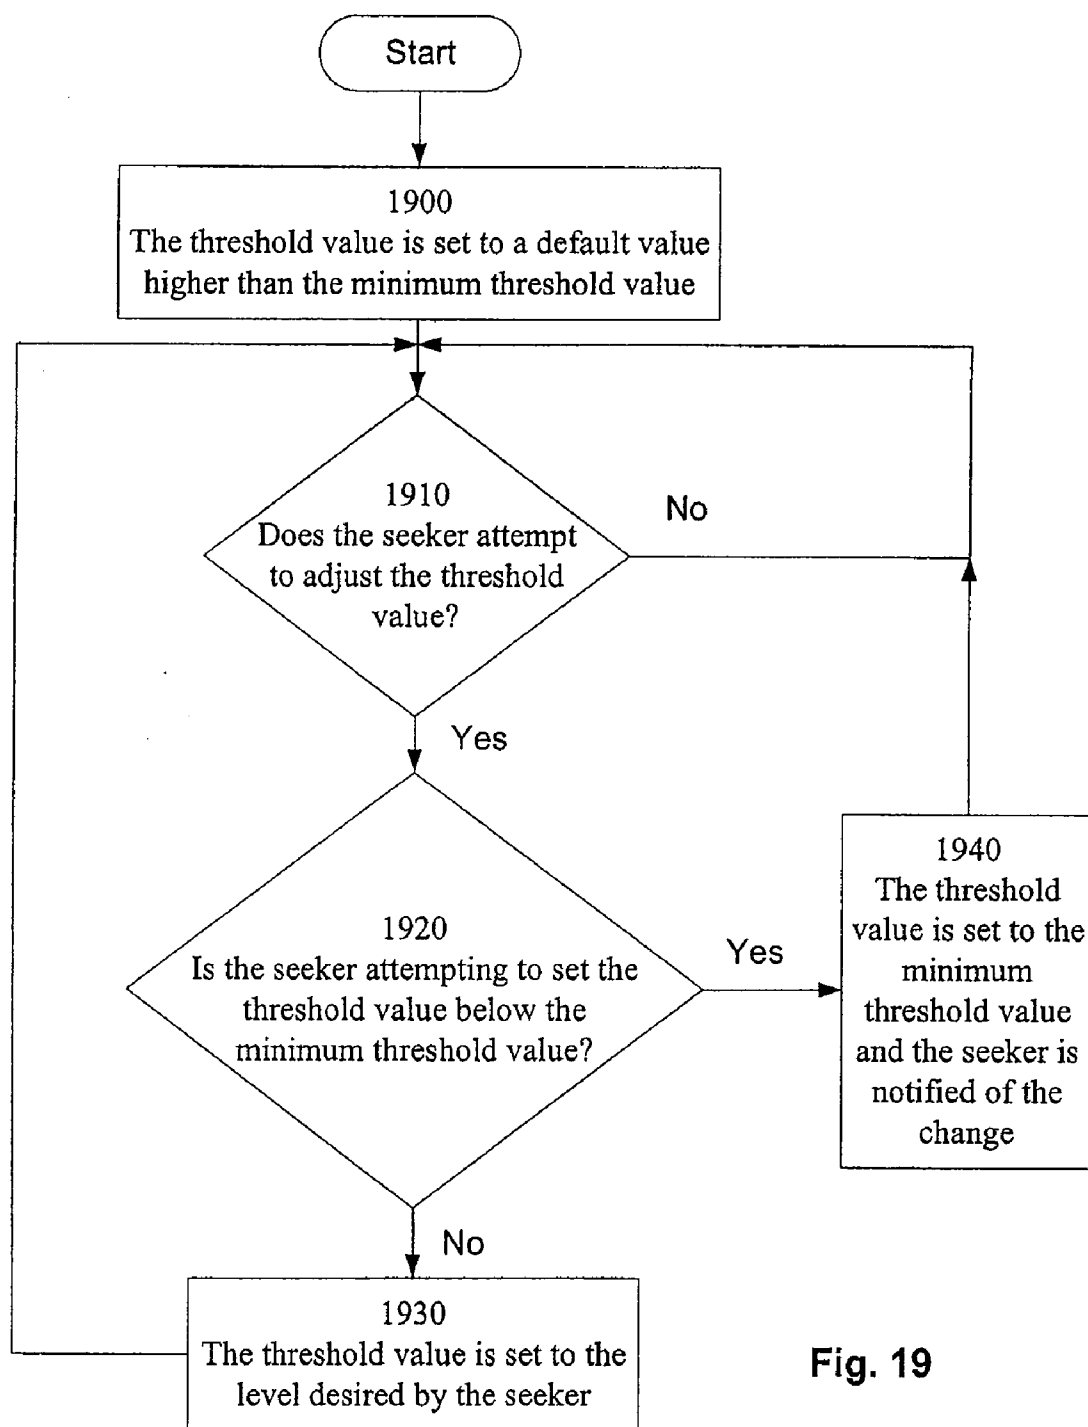 Start
1900
The threshold value is set to a default value
higher than the minimum threshold value
1910
Does the seeker attempt
to adjust the threshold
value?
No
Yes
1920
Is the seeker attempting to set the
threshold value below the
minimum threshold value?
Yes
1940
The threshold
value is set to the
minimum
threshold value
and the seeker is
notified of the
change
No
1930
The threshold value is set to the
level desired by the seeker
Fig. 19